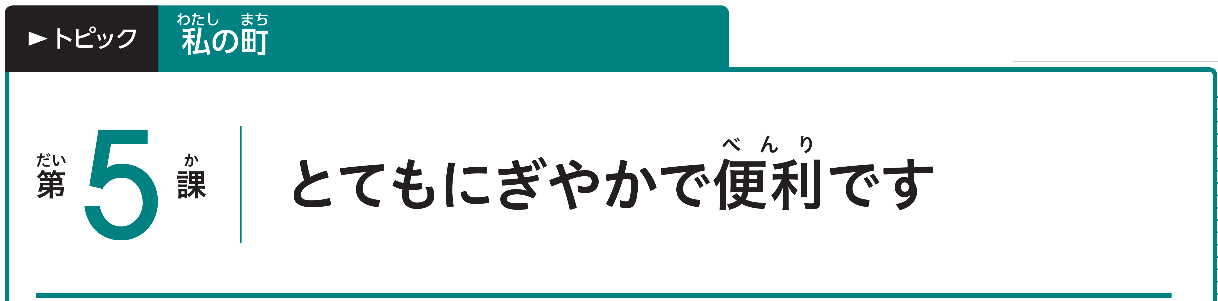 ▶トピック 私の町
わたし まち
第5課 とてもにぎやかで便利です
だい か べんり